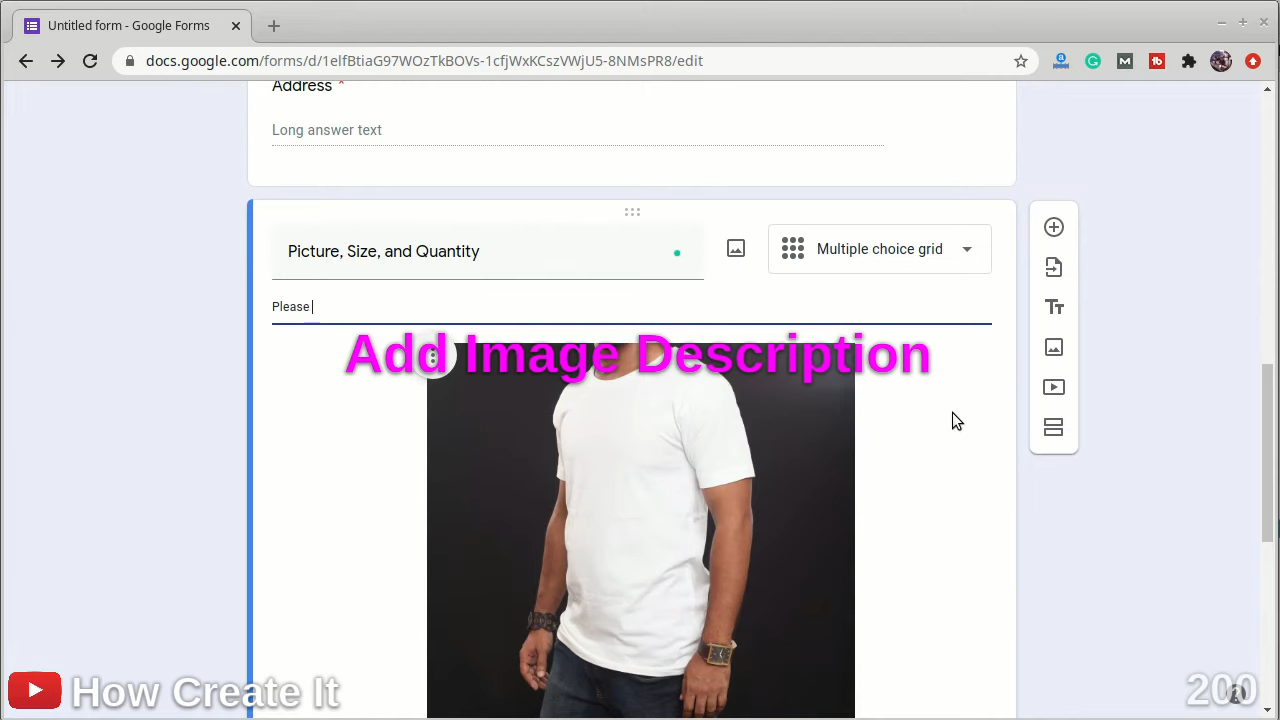 Untitled form - Google Forms
docs.google.com/forms/d/1elfBtiaG97WOzTkBOVs-1cfjWxKCszVWjU5-8NMsPR8/edit
Address *
Long answer text
Picture, Size, and Quantity
Multiple choice grid
Please
Add Image Description
How Create It
200